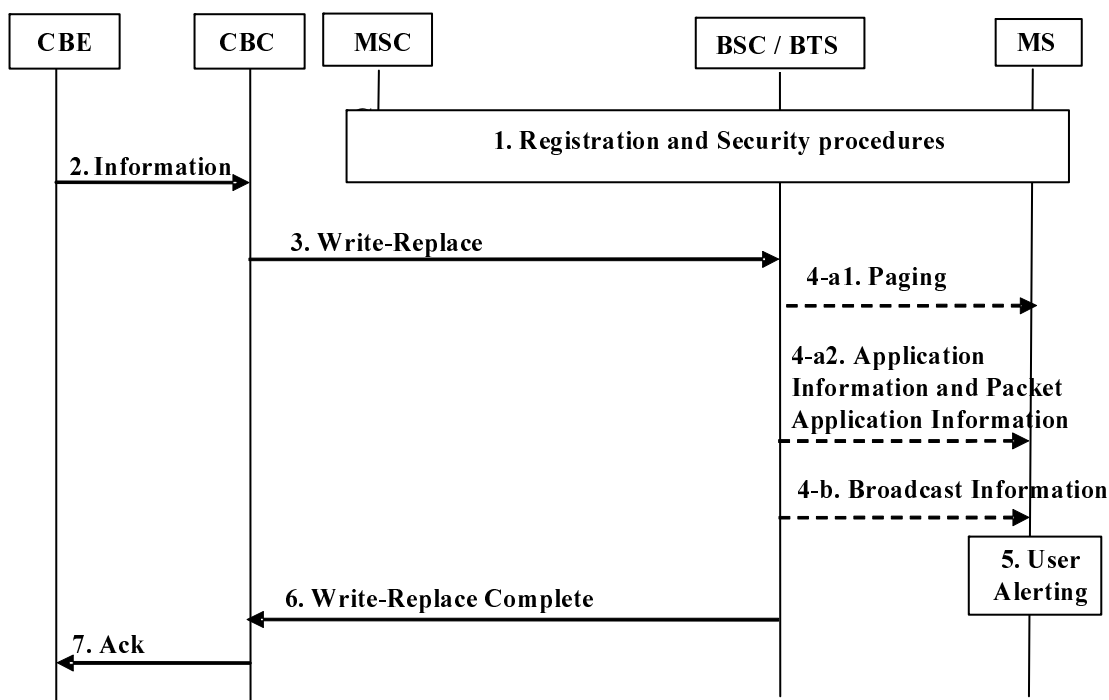 CBE
CBC
MSC
BSC / BTS
MS
1. Registration and Security procedures
2. Information
3. Write-Replace
4-a1. Paging
4-a2. Application
Information and Packet
Application Information
4-b. Broadcast Information
5. User
Alerting
6. Write-Replace Complete
7. Ack